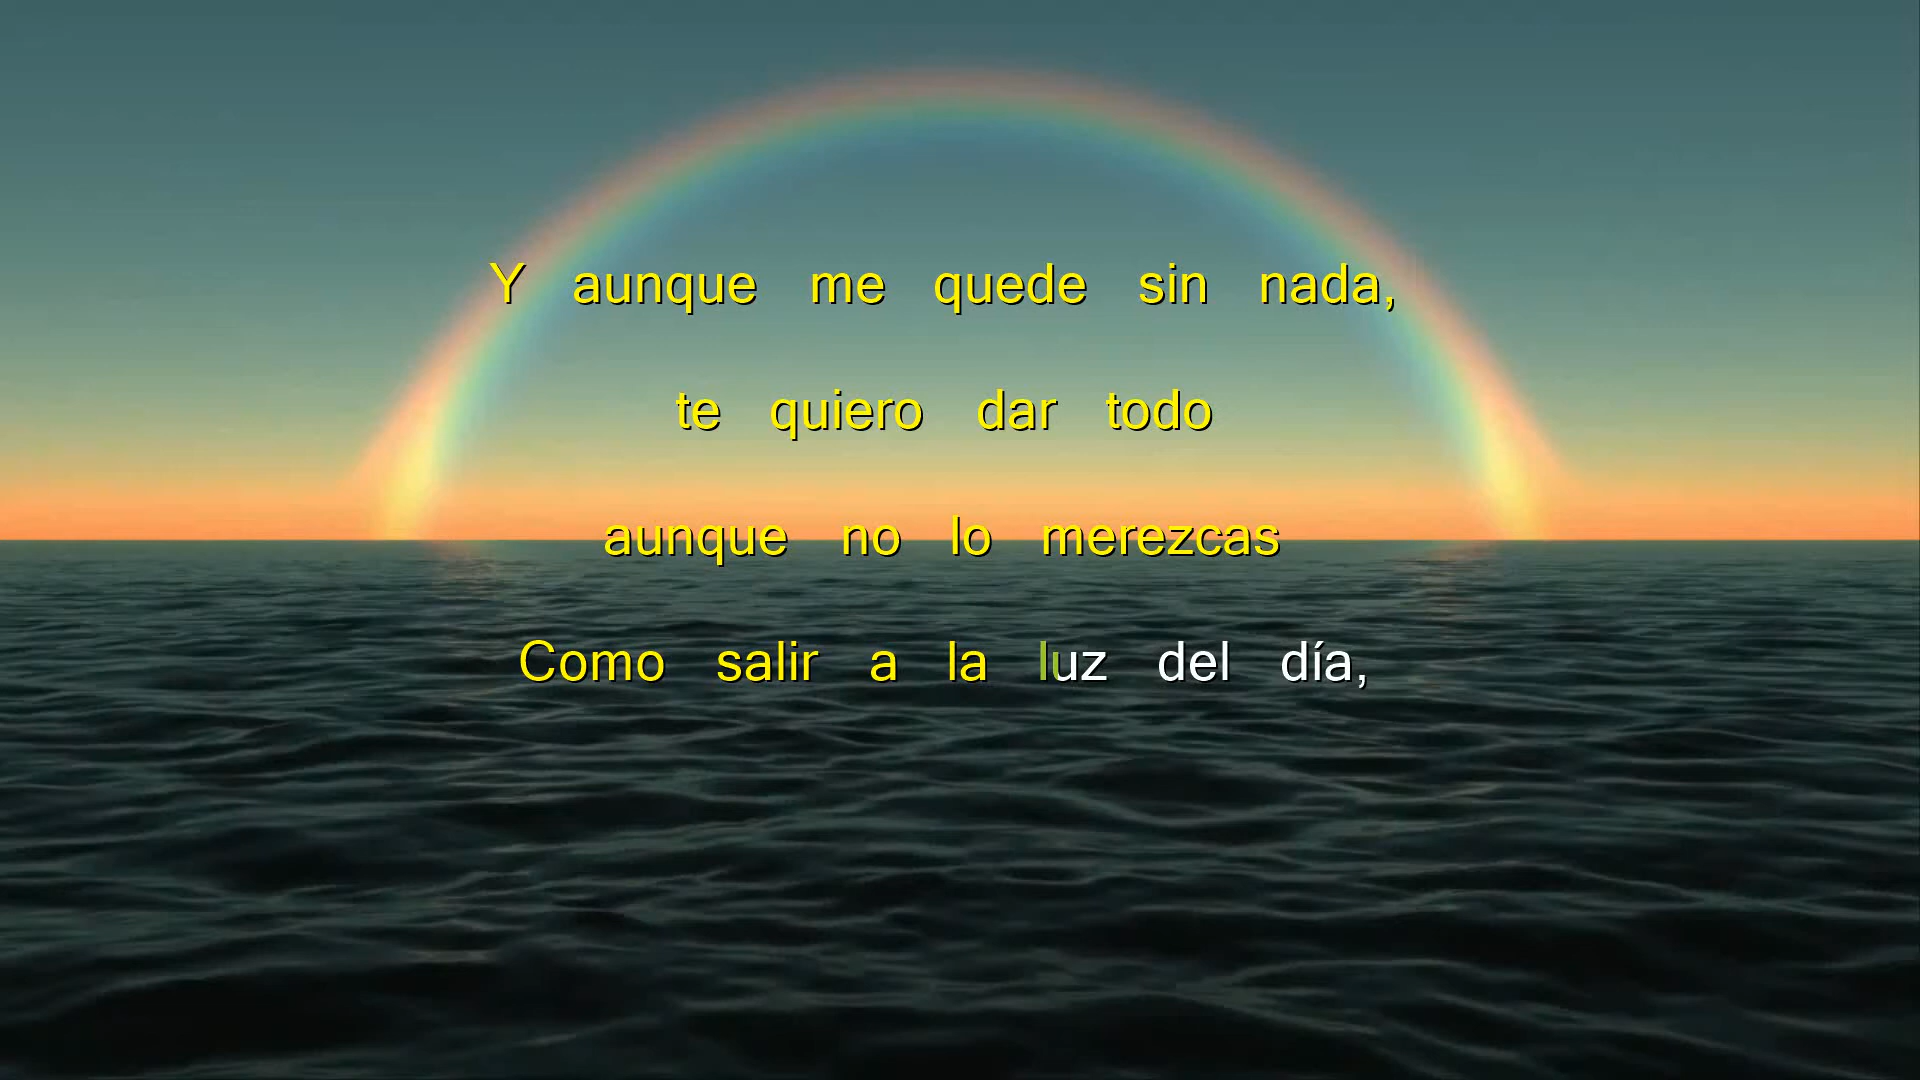 Y aunque me quede sin nada,
te quiero dar todo
aunque no lo merezcas
Como salir a la luz del día,